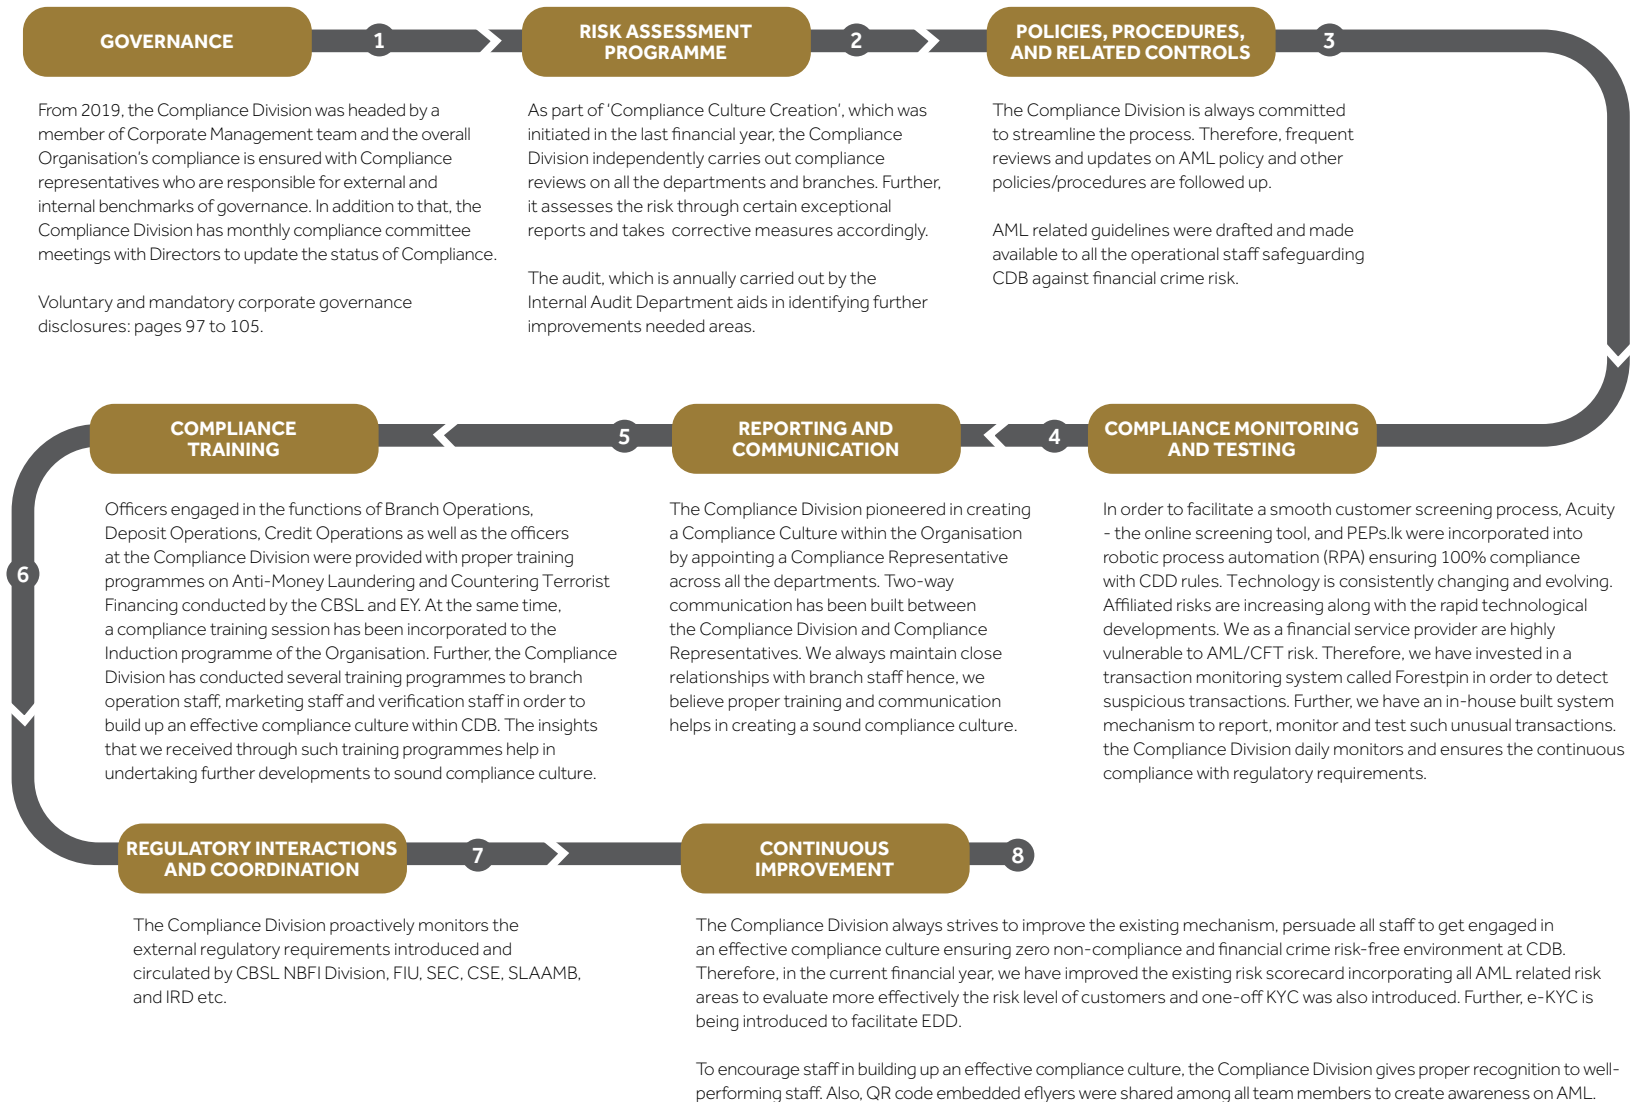 GOVERNANCE
1
From 2019, the Compliance Division was headed by a
member of Corporate Management team and the overall
Organisation's compliance is ensured with Compliance
representatives who are responsible for external and
internal benchmarks of governance. In addition to that, the
Compliance Division has monthly compliance committee
meetings with Directors to update the status of Compliance.
Voluntary and mandatory corporate governance
disclosures: pages 97 to 105.
RISK ASSESSMENT
PROGRAMME
2
As part of 'Compliance Culture Creation', which was
initiated in the last financial year, the Compliance
Division independently carries out compliance
reviews on all the departments and branches. Further,
it assesses the risk through certain exceptional
reports and takes corrective measures accordingly.
The audit, which is annually carried out by the
Internal Audit Department aids in identifying further
improvements needed areas.
POLICIES, PROCEDURES,
AND RELATED CONTROLS
3
The Compliance Division is always committed
to streamline the process. Therefore, frequent
reviews and updates on AML policy and other
policies/procedures are followed up.
AML related guidelines were drafted and made
available to all the operational staff safeguarding
CDB against financial crime risk.
COMPLIANCE MONITORING
AND TESTING
4
In order to facilitate a smooth customer screening process, Acuity
- the online screening tool, and PEPs.lk were incorporated into
robotic process automation (RPA) ensuring 100% compliance
with CDD rules. Technology is consistently changing and evolving.
Affiliated risks are increasing along with the rapid technological
developments. We as a financial service provider are highly
vulnerable to AML/CFT risk. Therefore, we have invested in a
transaction monitoring system called Forestpin in order to detect
suspicious transactions. Further, we have an in-house built system
mechanism to report, monitor and test such unusual transactions.
the Compliance Division daily monitors and ensures the continuous
compliance with regulatory requirements.
REPORTING AND
COMMUNICATION
5
The Compliance Division pioneered in creating
a Compliance Culture within the Organisation
by appointing a Compliance Representative
across all the departments. Two-way
communication has been built between
the Compliance Division and Compliance
Representatives. We always maintain close
relationships with branch staff hence, we
believe proper training and communication
helps in creating a sound compliance culture.
COMPLIANCE
TRAINING
6
Officers engaged in the functions of Branch Operations,
Deposit Operations, Credit Operations as well as the officers
at the Compliance Division were provided with proper training
programmes on Anti-Money Laundering and Countering Terrorist
Financing conducted by the CBSL and EY. At the same time,
a compliance training session has been incorporated to the
Induction programme of the Organisation. Further, the Compliance
Division has conducted several training programmes to branch
operation staff, marketing staff and verification staff in order to
build up an effective compliance culture within CDB. The insights
that we received through such training programmes help in
undertaking further developments to sound compliance culture.
REGULATORY INTERACTIONS
AND COORDINATION
7
The Compliance Division proactively monitors the
external regulatory requirements introduced and
circulated by CBSL NBFI Division, FIU, SEC, CSE, SLAAMB,
and IRD etc.
CONTINUOUS
IMPROVEMENT
8
The Compliance Division always strives to improve the existing mechanism, persuade all staff to get engaged in
an effective compliance culture ensuring zero non-compliance and financial crime risk-free environment at CDB.
Therefore, in the current financial year, we have improved the existing risk scorecard incorporating all AML related risk
areas to evaluate more effectively the risk level of customers and one-off KYC was also introduced. Further, e-KYC is
being introduced to facilitate EDD.
To encourage staff in building up an effective compliance culture, the Compliance Division gives proper recognition to well-
performing staff. Also, QR code embedded eflyers were shared among all team members to create awareness on AML.